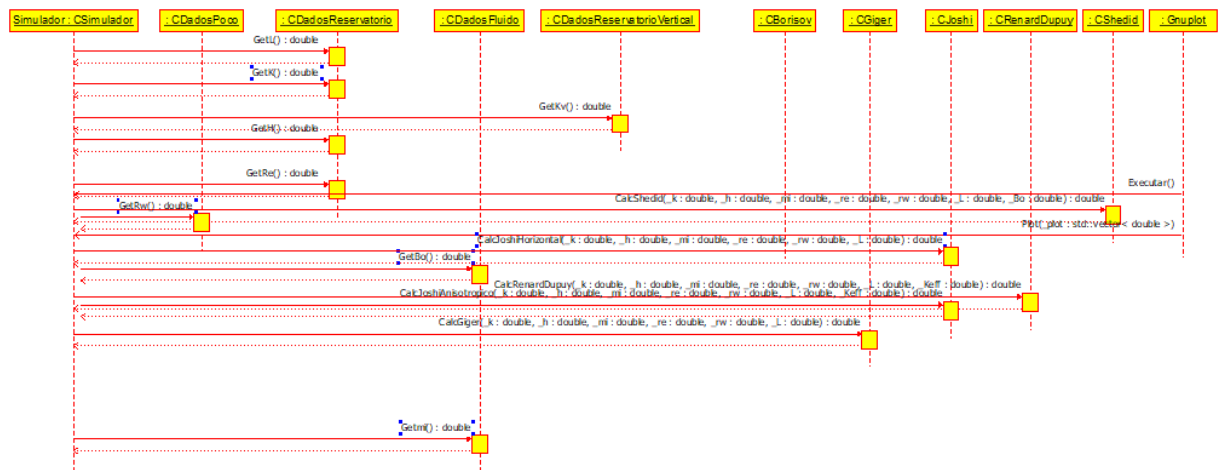 Simulador : CSimulador
: CDadosPoco
: CDadosReservatorio
: CDadosFluido
: CDadosReservatorioVertical
: CBorisov
: CGiger
: CJoshi
: CRenardDupuy
: CShedid
: Gnuplot
GetL() : double
GetK() : double
GetKv() : double
GetH() : double
GetRe() : double
Executar()
CalcShedid(_k : double, _h : double, _mi : double, _re : double, _rw : double, _L : double, _Bo : double) : double
GetRw() : double
Plot(_plot : std::vector< double >)
CalcJoshiHorizontal(_k : double, _h : double, _mi : double, _re : double, _rw : double, _L : double) : double
GetBo() : double
CalcRenardDupuy(_k : double, _h : double, _mi : double, _re : double, _rw : double, _L : double, _Keff : double) : double
CalcJoshiAnisotropico(_k : double, _h : double, _mi : double, _re : double, _rw : double, _L : double, _Keff : double) : double
CalcGiger(_k : double, _h : double, _mi : double, _re : double, _rw : double, _L : double) : double
Getmi() : double